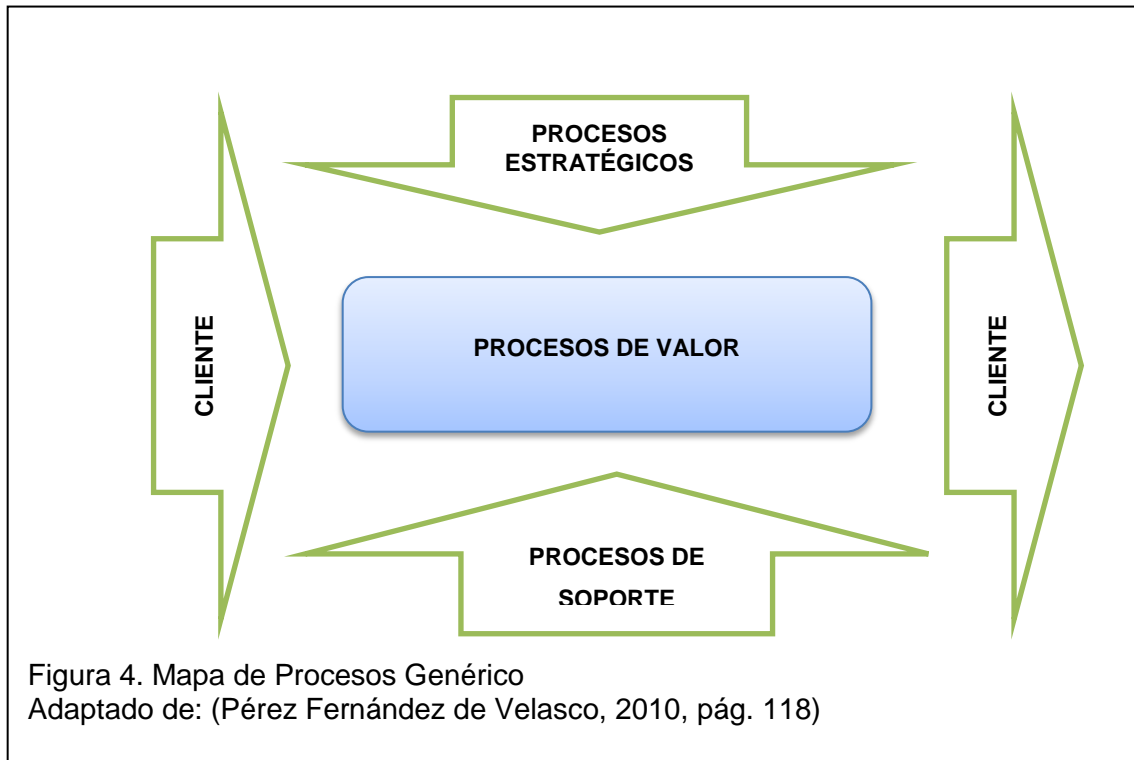 PROCESOS
ESTRATÉGICOS
CLIENTE
PROCESOS DE VALOR
CLIENTE
PROCESOS DE
SOPORTE
Figura 4. Mapa de Procesos Genérico
Adaptado de: (Pérez Fernández de Velasco, 2010, pág. 118)